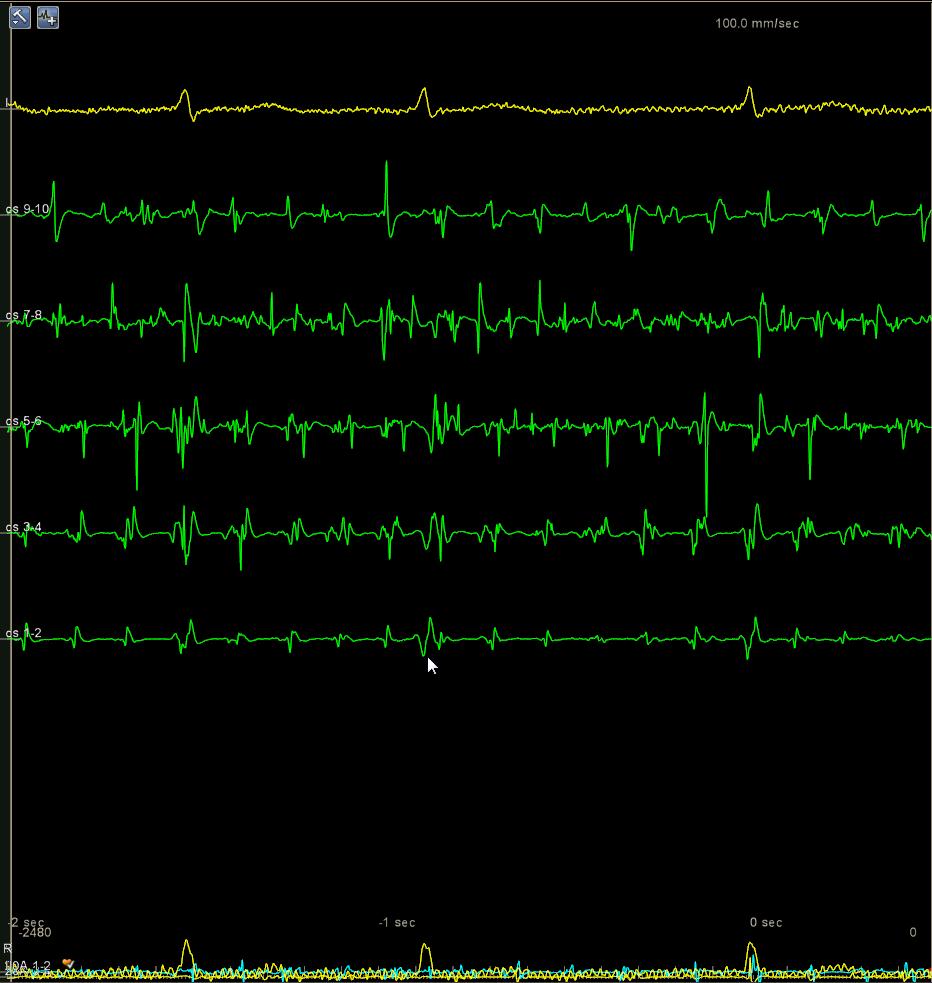 100.0 mm/sec
I
cs 9-10
cs 7-8
cs 5-6
cs 3-4
cs 1-2
-2 sec
-1 sec
0 sec
-2480
0